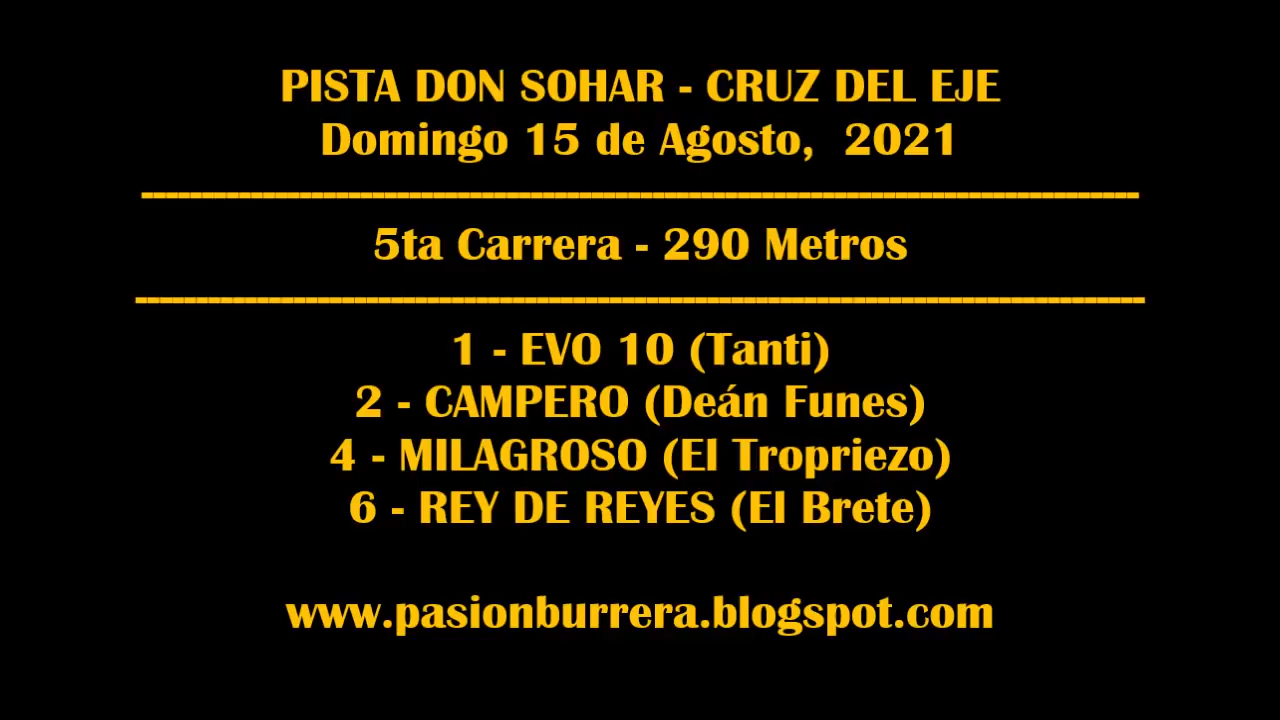 PISTA DON SOHAR - CRUZ DEL EJE
Domingo 15 de Agosto, 2021
5ta Carrera - 290 Metros
1 - EVO 10 (Tanti)
2 - CAMPERO (Deán Funes)
4 - MILAGROSO (El Tropriezo)
6 - REY DE REYES (El Brete)
www.pasionburrera.blogspot.com